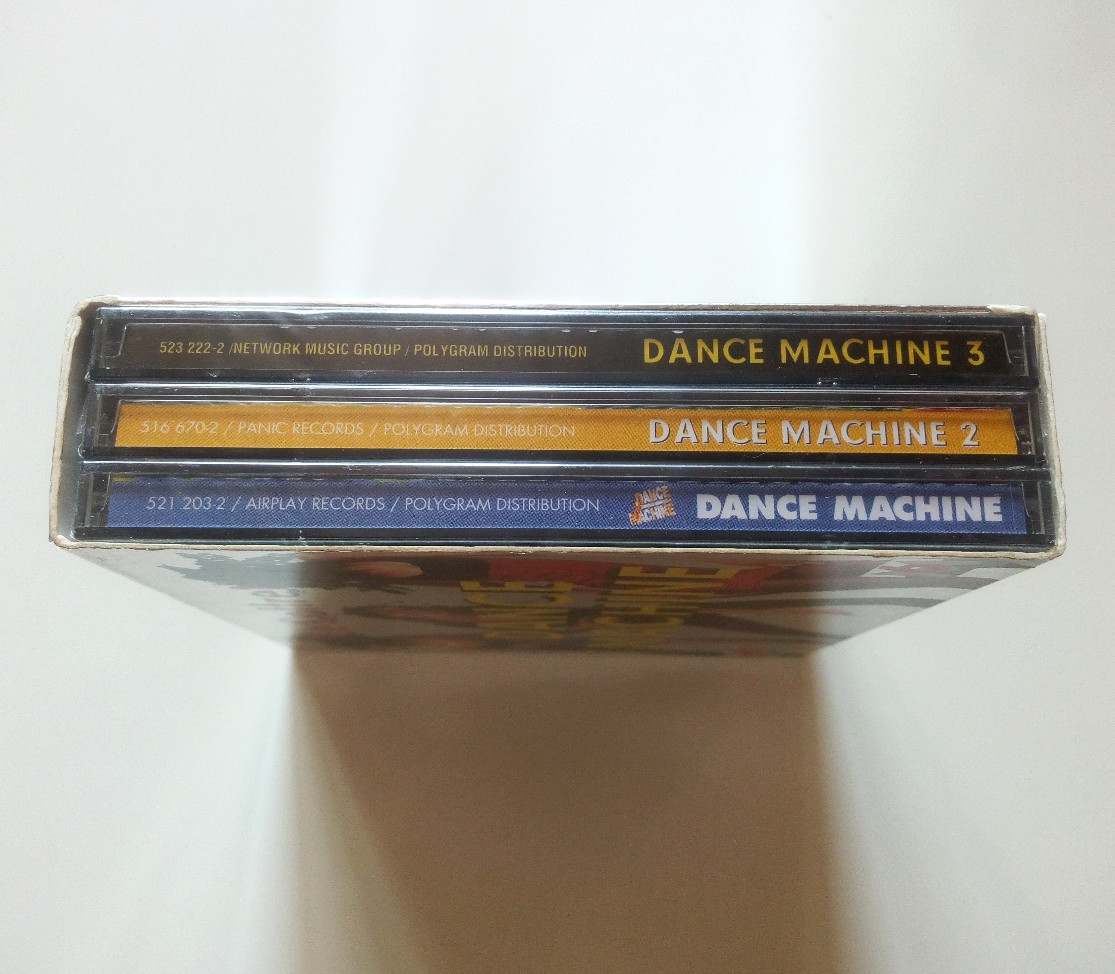 523 222-2 /NETWORK MUSIC GROUP / POLYGRAM DISTRIBUTION DANCE MACHINE 3
516 670-2 / PANIC RECORDS / POLYGRAM DISTRIBUTION DANCE MACHINE 2
521 203-2 / AIRPLAY RECORDS / POLYGRAM DISTRIBUTION DANCE MACHINE DANCE MACHINE
DANCE